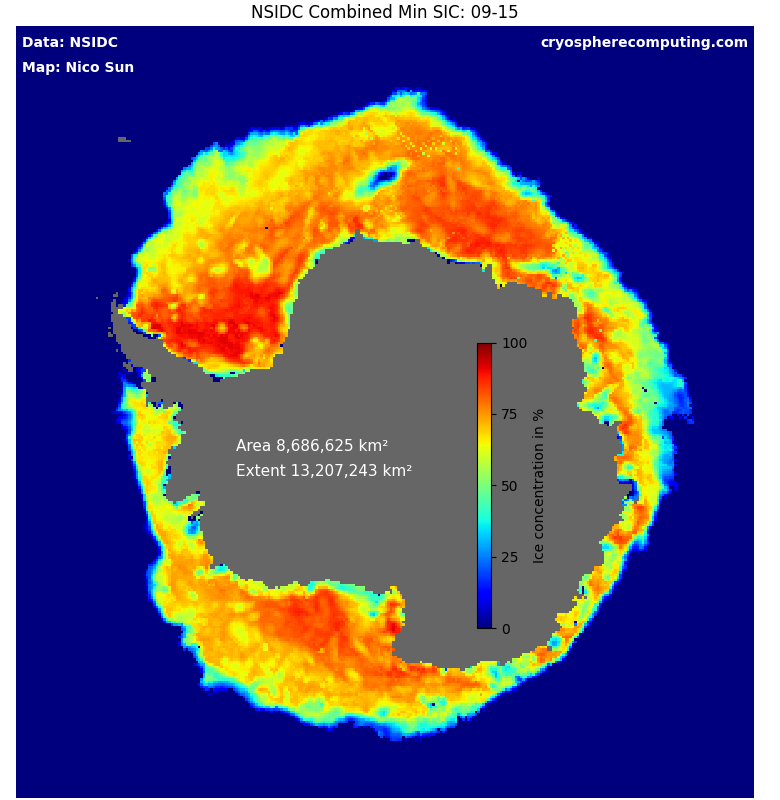 NSIDC Combined Min SIC: 09-15
Data: NSIDC
cryospherecomputing.com
Map: Nico Sun
100
75
50
25
0
Ice concentration in %
Area 8,686,625 km²
Extent 13,207,243 km²